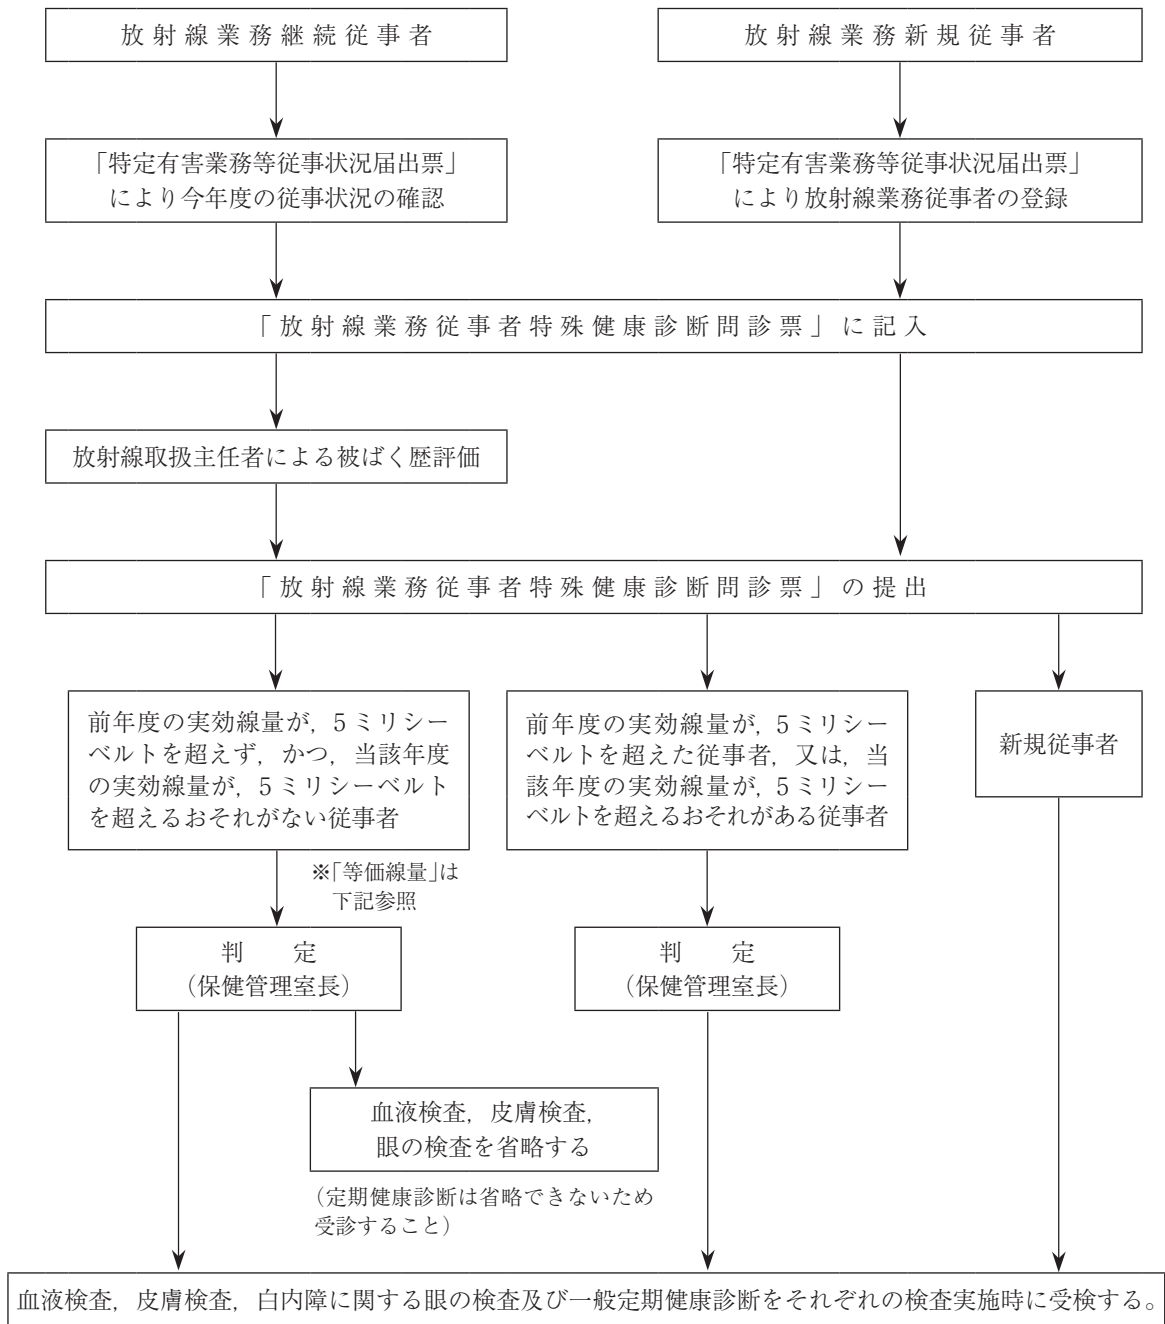 放射線業務継続従事者
放射線業務新規従事者
「特定有害業務等従事状況届出票」
により今年度の従事状況の確認
「特定有害業務等従事状況届出票」
により放射線業務従事者の登録
「放射線業務従事者特殊健康診断問診票」に記入
放射線取扱主任者による被ばく歴評価
「放射線業務従事者特殊健康診断問診票」の提出
前年度の実効線量が，5ミリシー
ベルトを超えず，かつ，当該年度
の実効線量が，5ミリシーベルト
を超えるおそれがない従事者
前年度の実効線量が，5ミリシー
ベルトを超えた従事者，又は，当
該年度の実効線量が，5ミリシー
ベルトを超えるおそれがある従事者
新規従事者
※「等価線量」は
下記参照
判　定
（保健管理室長）
判　定
（保健管理室長）
血液検査，皮膚検査，
眼の検査を省略する
（定期健康診断は省略できないため
受診すること）
血液検査，皮膚検査，白内障に関する眼の検査及び一般定期健康診断をそれぞれの検査実施時に受検する。